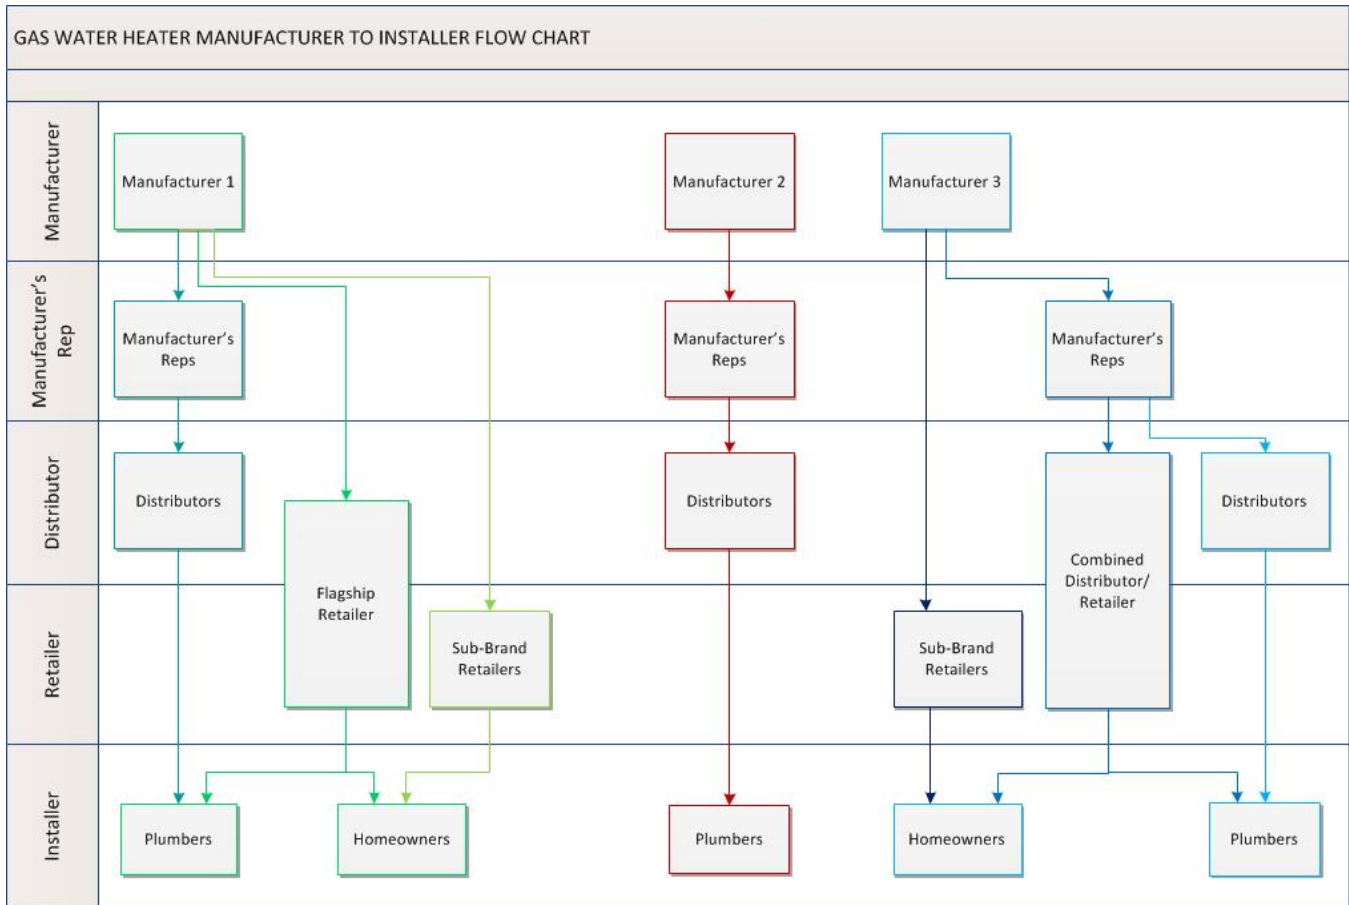 GAS WATER HEATER MANUFACTURER TO INSTALLER FLOW CHART
Manufacturer
Manufacturer 1
Manufacturer 2
Manufacturer 3
Manufacturer's
Rep
Manufacturer's
Reps
Manufacturer's
Reps
Manufacturer's
Reps
Distributor
Distributors
Distributors
Distributors
Flagship
Retailer
Combined
Distributor/
Retailer
Retailer
Sub-Brand
Retailers
Sub-Brand
Retailers
Installer
Plumbers
Homeowners
Plumbers
Homeowners
Plumbers